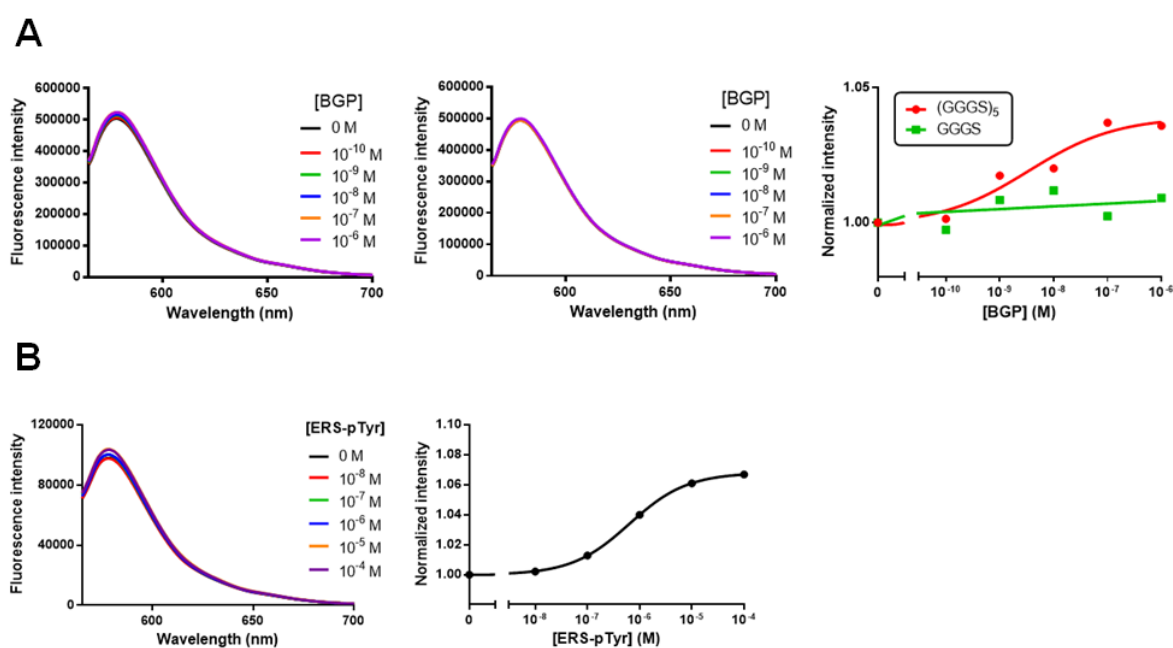 A
Fluorescence intensity
600000
500000
400000
300000
200000
100000
0
600
650
700
Wavelength (nm)
[BGP]
0 M
10⁻¹⁰ M
10⁻⁹ M
10⁻⁸ M
10⁻⁷ M
10⁻⁶ M
Fluorescence intensity
600000
500000
400000
300000
200000
100000
0
600
650
700
Wavelength (nm)
[BGP]
0 M
10⁻¹⁰ M
10⁻⁹ M
10⁻⁸ M
10⁻⁷ M
10⁻⁶ M
Normalized intensity
1.05
1.00
(GGGS)₅
GGGS
0
10⁻¹⁰
10⁻⁹
10⁻⁸
10⁻⁷
10⁻⁶
[BGP] (M)
B
Fluorescence intensity
120000
80000
40000
0
600
650
700
Wavelength (nm)
[ERS-pTyr]
0 M
10⁻⁸ M
10⁻⁷ M
10⁻⁶ M
10⁻⁵ M
10⁻⁴ M
Normalized intensity
1.10
1.08
1.06
1.04
1.02
1.00
0
10⁻⁸
10⁻⁷
10⁻⁶
10⁻⁵
10⁻⁴
[ERS-pTyr] (M)